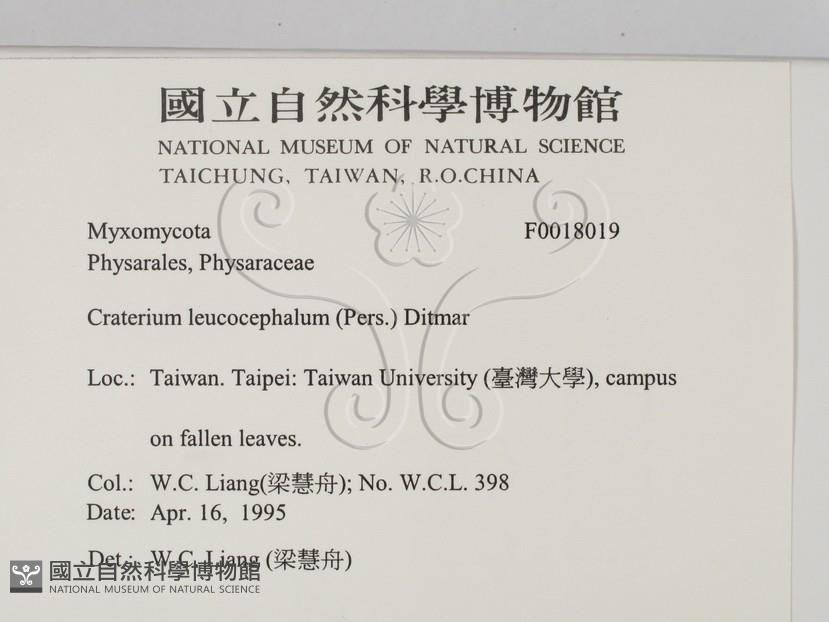 國立自然科學博物館
NATIONAL MUSEUM OF NATURAL SCIENCE
TAICHUNG, TAIWAN, R.O.CHINA
Myxomycota F0018019
Physarales, Physaraceae
Craterium leucocephalum (Pers.) Ditmar
Loc.: Taiwan. Taipei: Taiwan University (臺灣大學), campus
on fallen leaves.
Col.: W.C. Liang(梁慧舟); No. W.C.L. 398
Date: Apr. 16, 1995
Det.: W.C. Liang (梁慧舟)
國立自然科學博物館
NATIONAL MUSEUM OF NATURAL SCIENCE